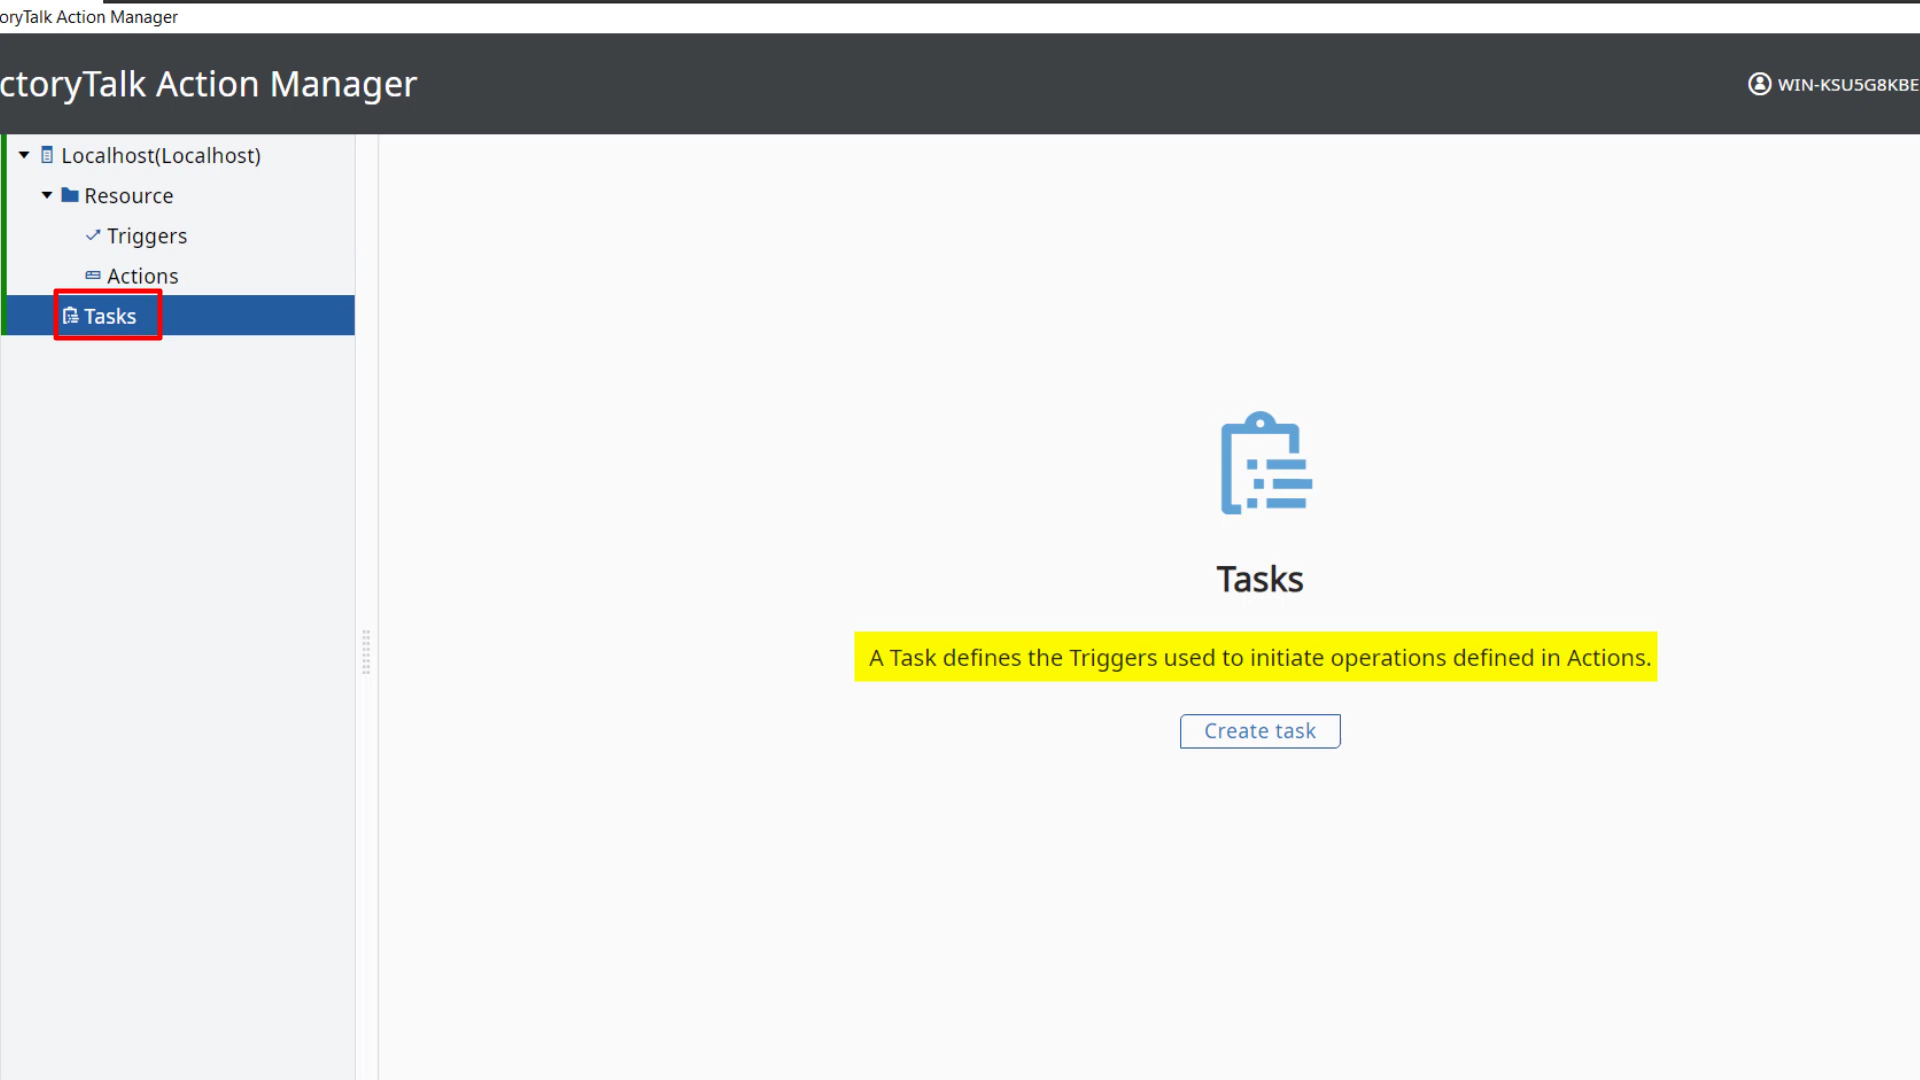 oryTalk Action Manager
ctoryTalk Action Manager
WIN-KSU5G8KBE
Localhost(Localhost)
Resource
Triggers
Actions
Tasks
Tasks
A Task defines the Triggers used to initiate operations defined in Actions.
Create task